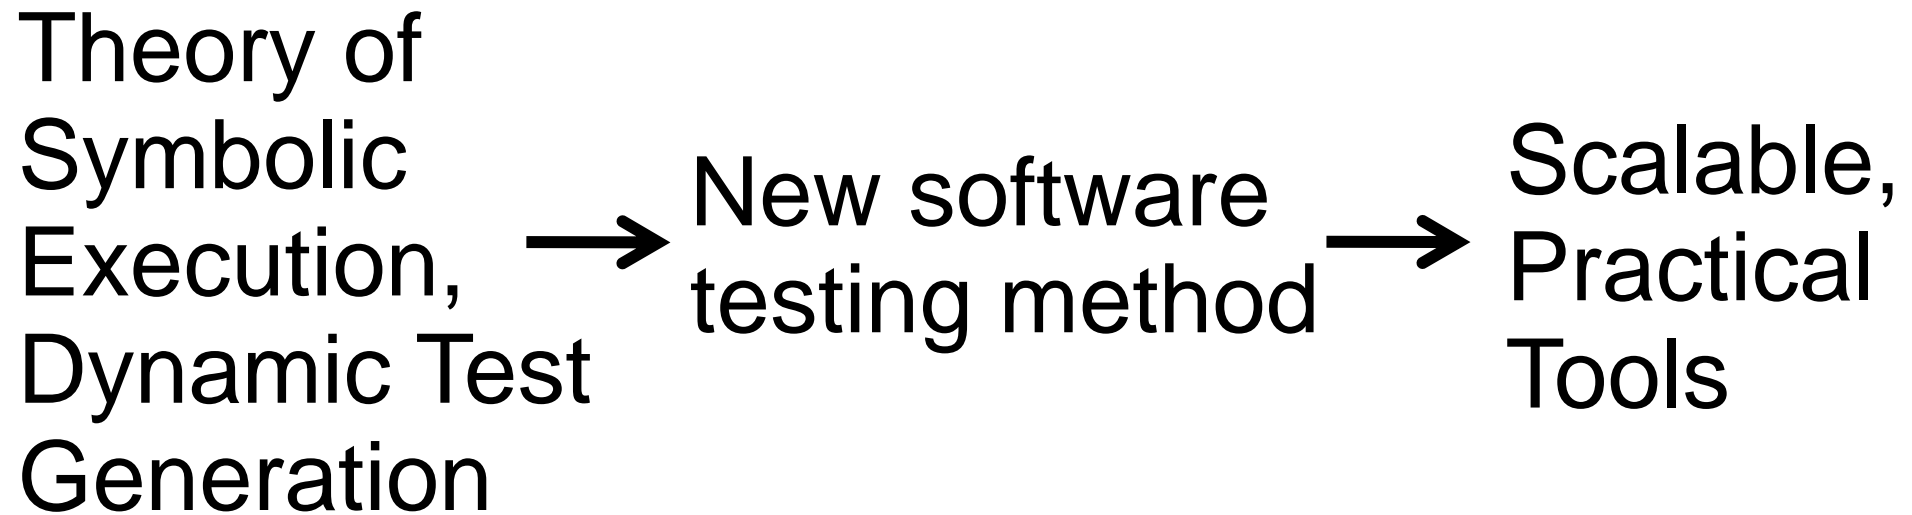 Theory of
Symbolic
Execution,
Dynamic Test
Generation
New software
testing method
Scalable,
Practical
Tools